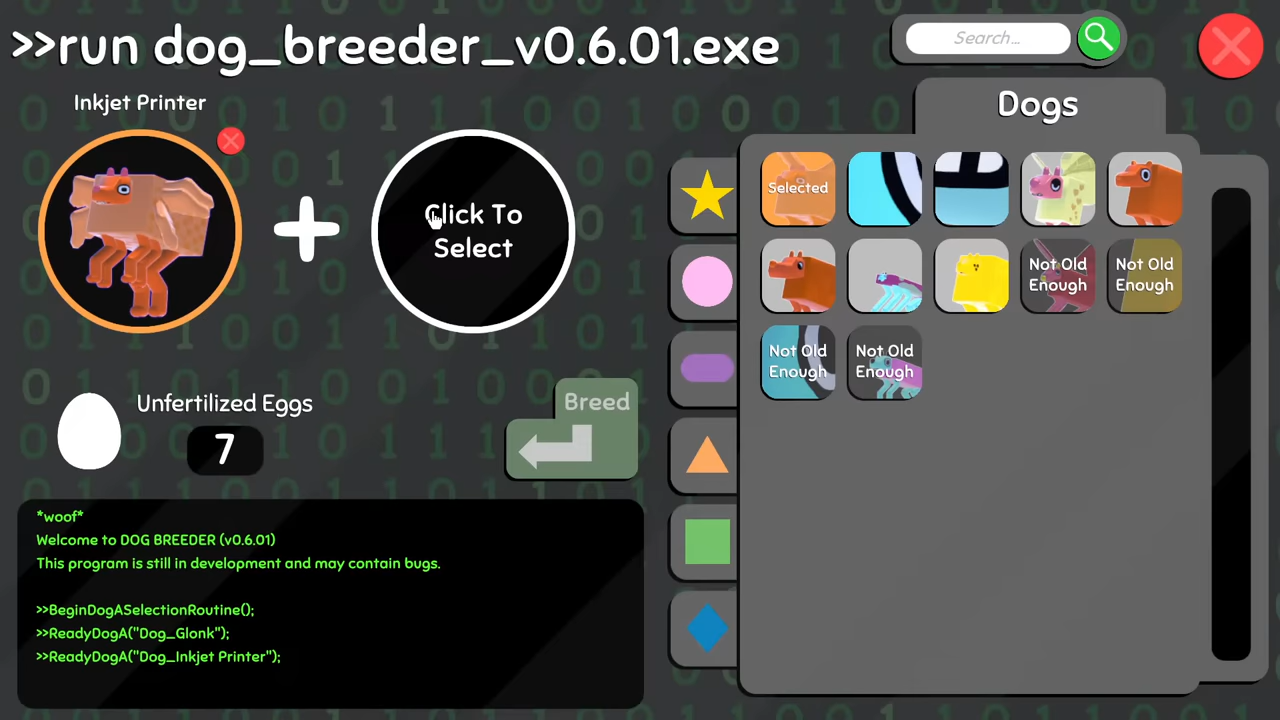 >>run dog_breeder_v0.6.01.exe
Search...
Inkjet Printer
Dogs
Click To
Select
Selected
Not Old
Enough
Not Old
Enough
Not Old
Enough
Not Old
Enough
Unfertilized Eggs
7
Breed
*woof*
Welcome to DOG BREEDER (v0.6.01)
This program is still in development and may contain bugs.
>>BeginDogASelectionRoutine();
>>ReadyDogA("Dog_Glonk");
>>ReadyDogA("Dog_Inkjet Printer");